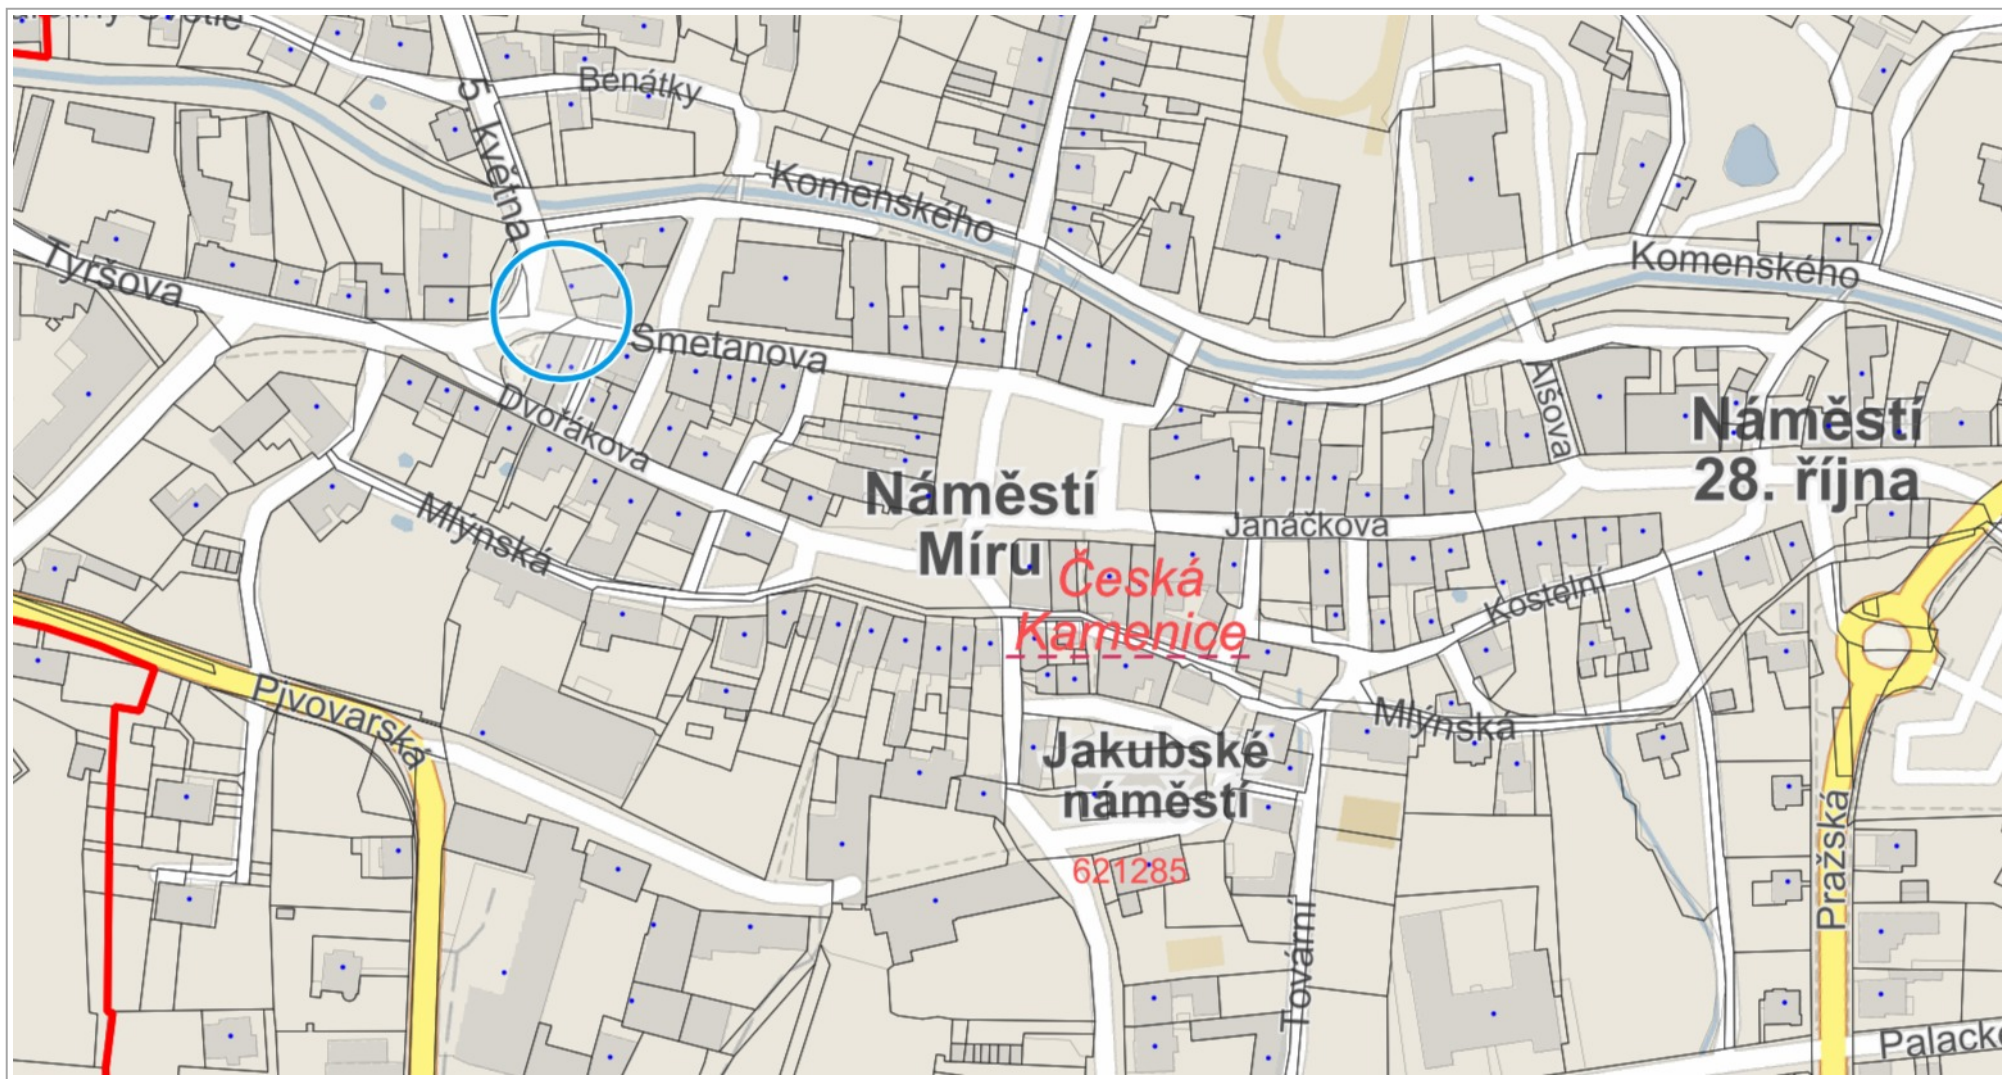 Benátky
5. května
Komenského
Komenského
Tyršova
Smetanova
Alšova
Náměstí
28. října
Dvořákova
Náměstí
Míru
Mlýnská
Janáčkova
Česká
Kamenice
Kostelní
Pivovarská
Mlýnská
Jakubské
náměstí
621285
Pražská
Tovární